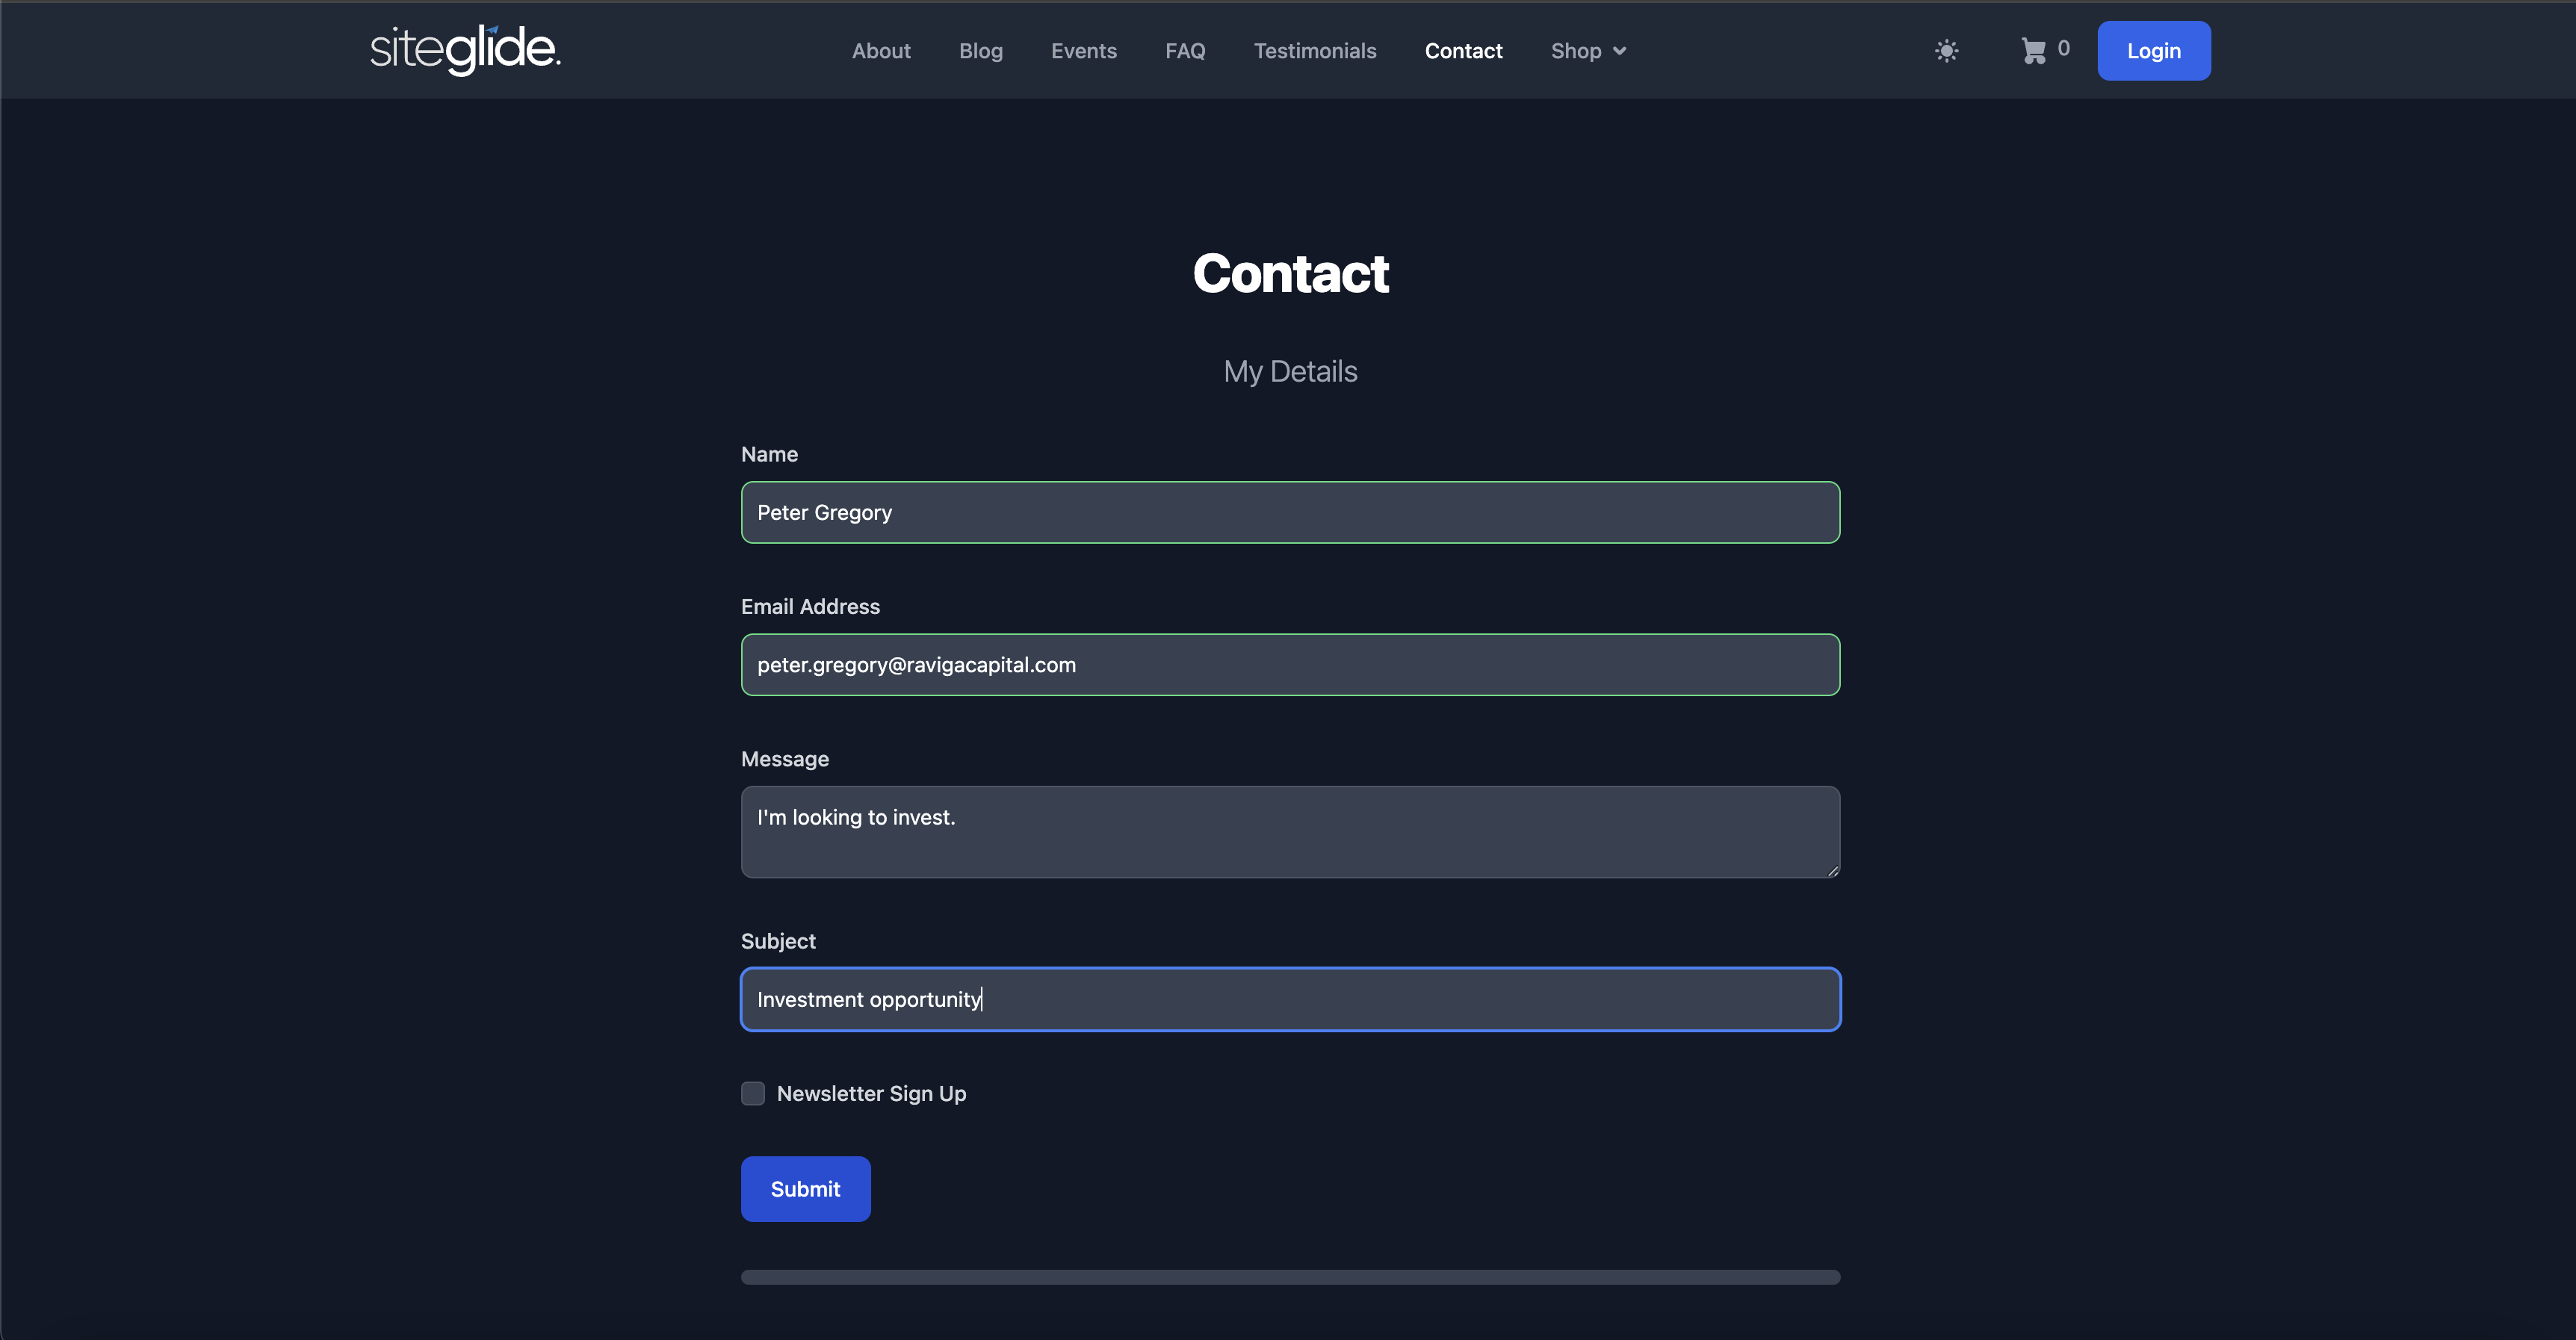 siteglide.
About
Blog
Events
FAQ
Testimonials
Contact
Shop
0
Login
Contact
My Details
Name
Peter Gregory
Email Address
peter.gregory@ravigacapital.com
Message
I'm looking to invest.
Subject
Investment opportunity
Newsletter Sign Up
Submit